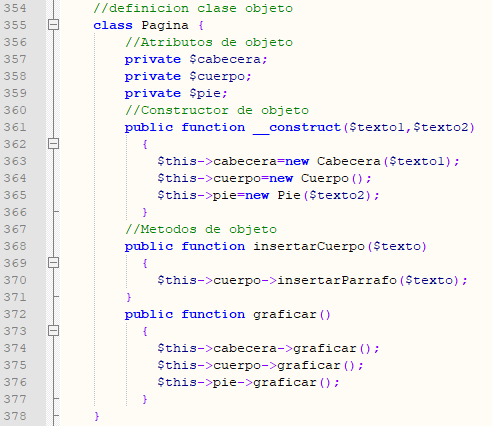 354 //definicion clase objeto
355 class Pagina {
356 //Atributos de objeto
357 private $cabecera;
358 private $cuerpo;
359 private $pie;
360 //Constructor de objeto
361 public function __construct($texto1,$texto2)
362 {
363 $this->cabecera=new Cabecera($texto1);
364 $this->cuerpo=new Cuerpo();
365 $this->pie=new Pie($texto2);
366 }
367 //Metodos de objeto
368 public function insertarCuerpo($texto)
369 {
370 $this->cuerpo->insertarParrafo($texto);
371 }
372 public function graficar()
373 {
374 $this->cabecera->graficar();
375 $this->cuerpo->graficar();
376 $this->pie->graficar();
377 }
378 }